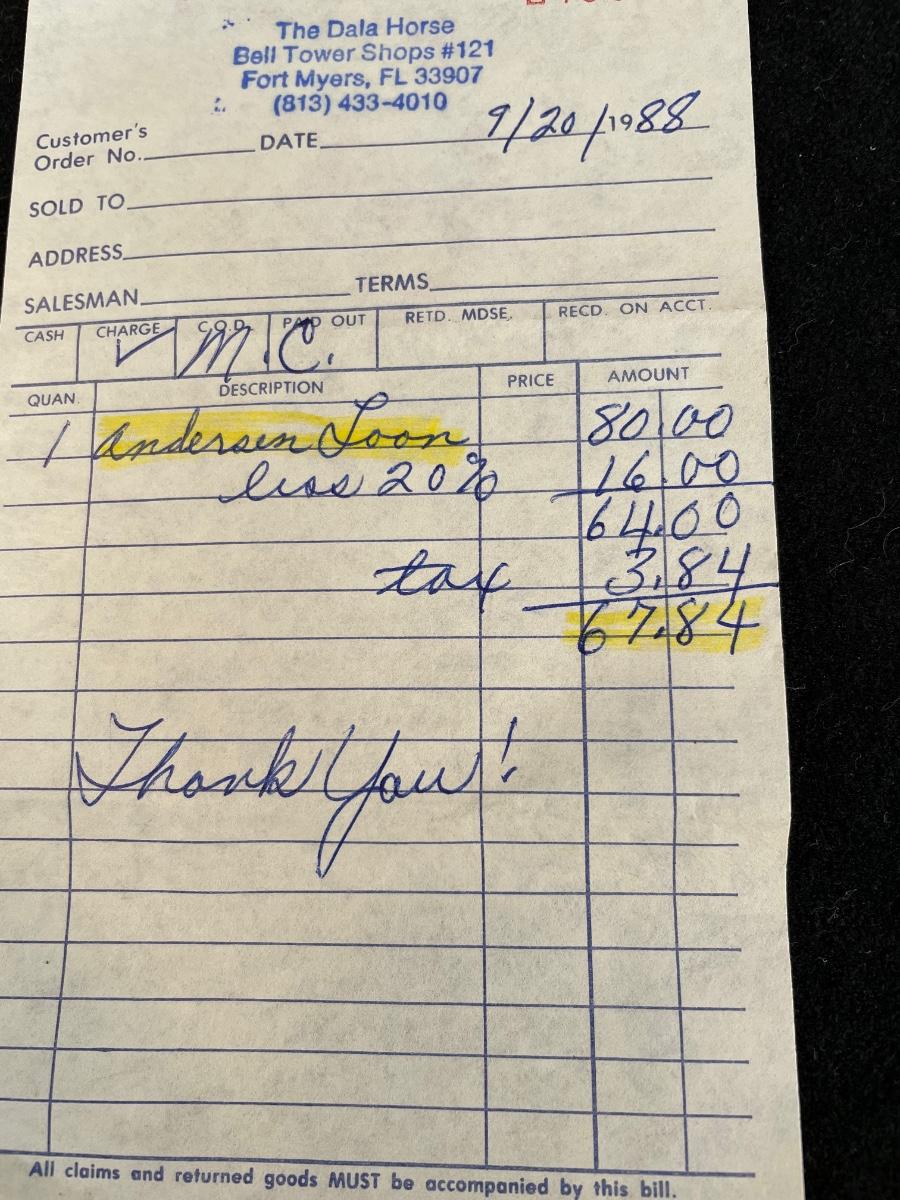 The Dala Horse
Bell Tower Shops #121
Fort Myers, FL 33907
(813) 433-4010
Customer's
Order No. DATE 9/20/1988
SOLD TO
ADDRESS
SALESMAN TERMS
CASH CHARGE C.O.D. PAID OUT RETD. MDSE. RECD. ON ACCT.
✓ M.C.
QUAN. DESCRIPTION PRICE AMOUNT
1 Andersen Loon 80.00
less 20% 16.00
64.00
tax 3.84
67.84
Thank You!
All claims and returned goods MUST be accompanied by this bill.